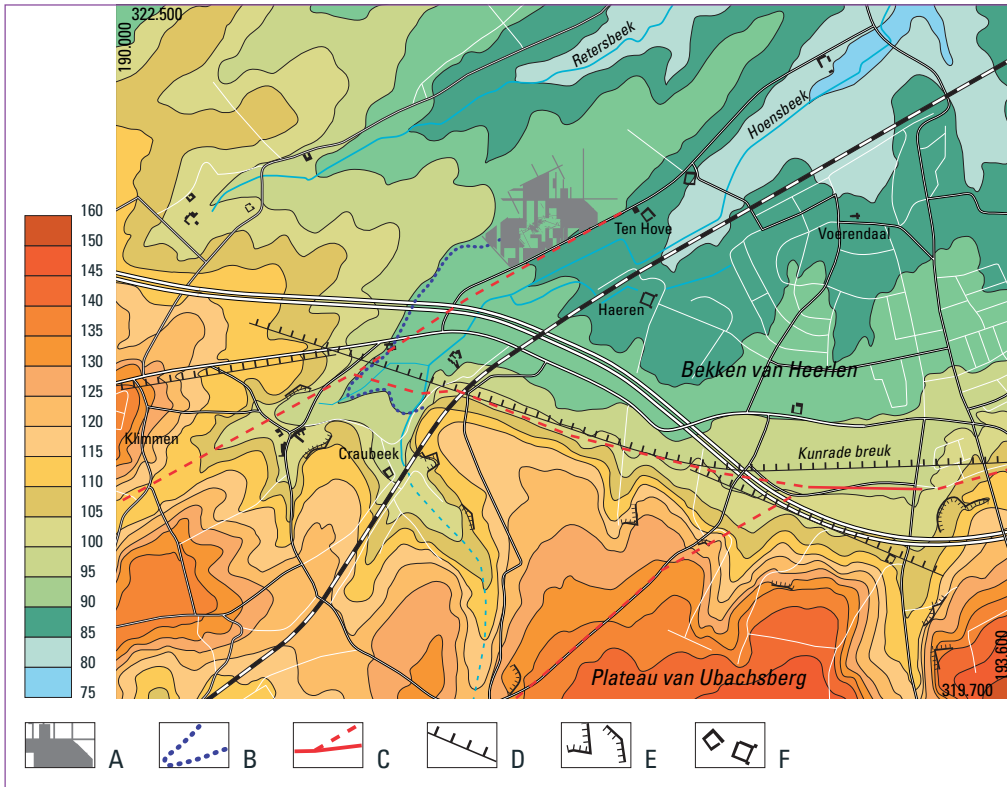 322.500
190.000
Retersbeek
Hoensbeek
Ten Hove
Voerendaal
Haeren
Bekken van Heerlen
Klimmen
Craubeek
Kunrade breuk
Plateau van Ubachsberg
193.600
319.700
160
150
145
140
135
130
125
120
115
110
105
100
95
90
85
80
75
A
B
C
D
E
F